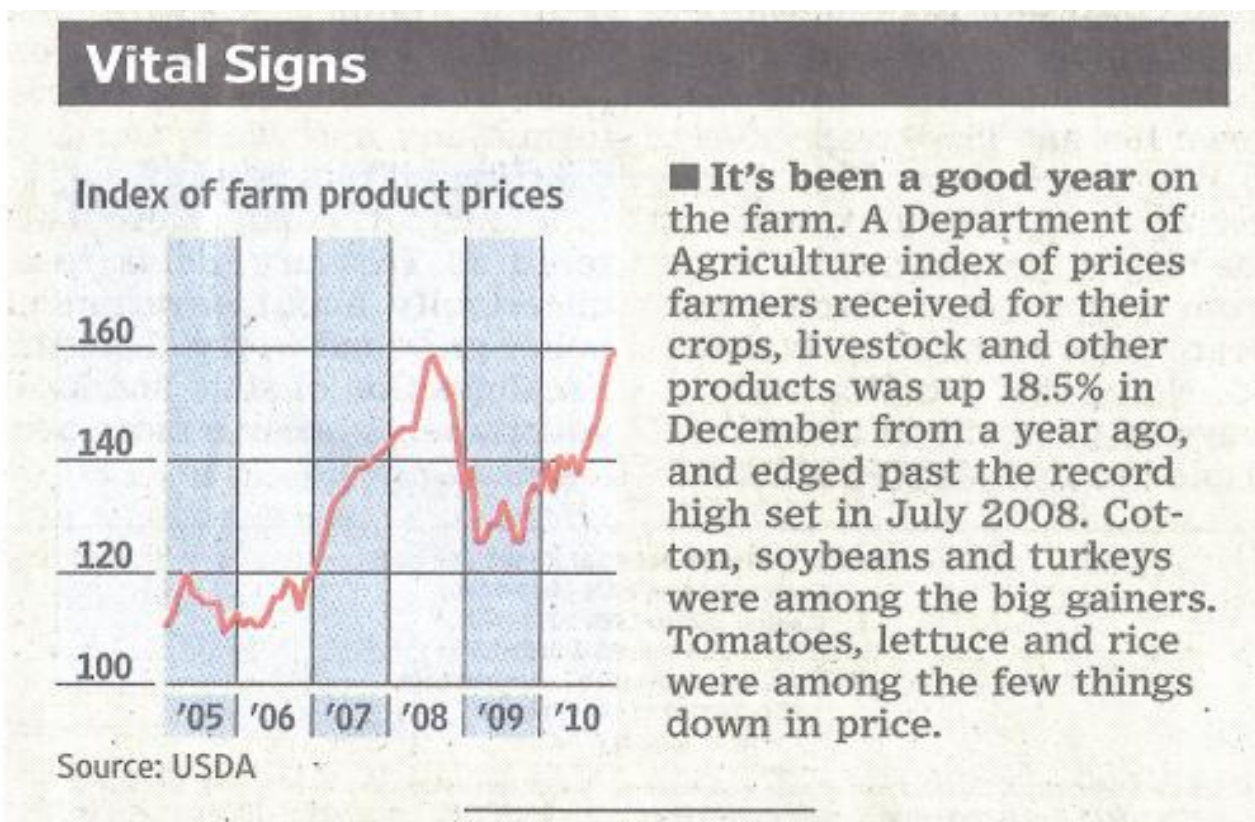 Vital Signs
Index of farm product prices
160
140
120
100
'05 '06 '07 '08 '09 '10
Source: USDA
■ It's been a good year on
the farm. A Department of
Agriculture index of prices
farmers received for their
crops, livestock and other
products was up 18.5% in
December from a year ago,
and edged past the record
high set in July 2008. Cot-
ton, soybeans and turkeys
were among the big gainers.
Tomatoes, lettuce and rice
were among the few things
down in price.